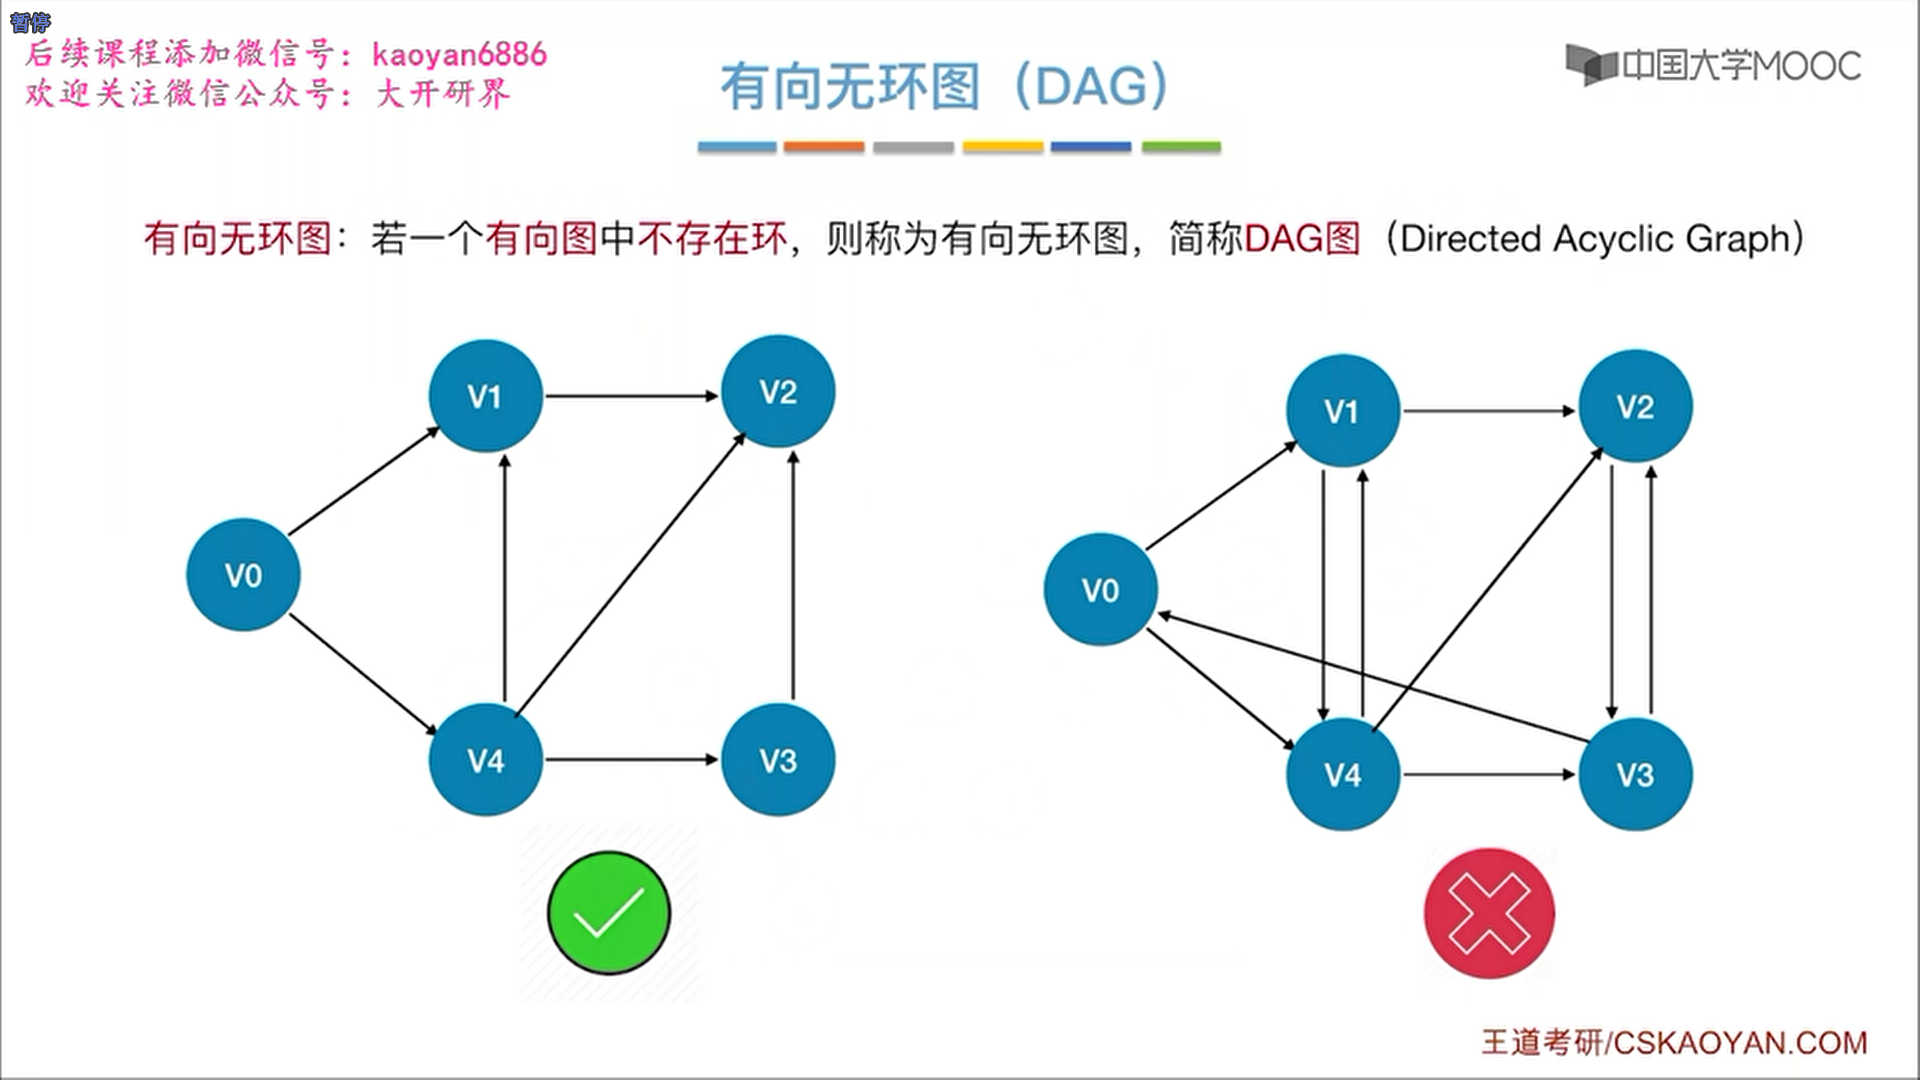 暂停
后续课程添加微信号：kaoyan6886
欢迎关注微信公众号：大开研界
有向无环图（DAG）
中国大学MOOC
有向无环图：若一个有向图中不存在环，则称为有向无环图，简称DAG图（Directed Acyclic Graph）
V1
V2
V0
V4
V3
V1
V2
V0
V4
V3
王道考研/CSKAOYAN.COM